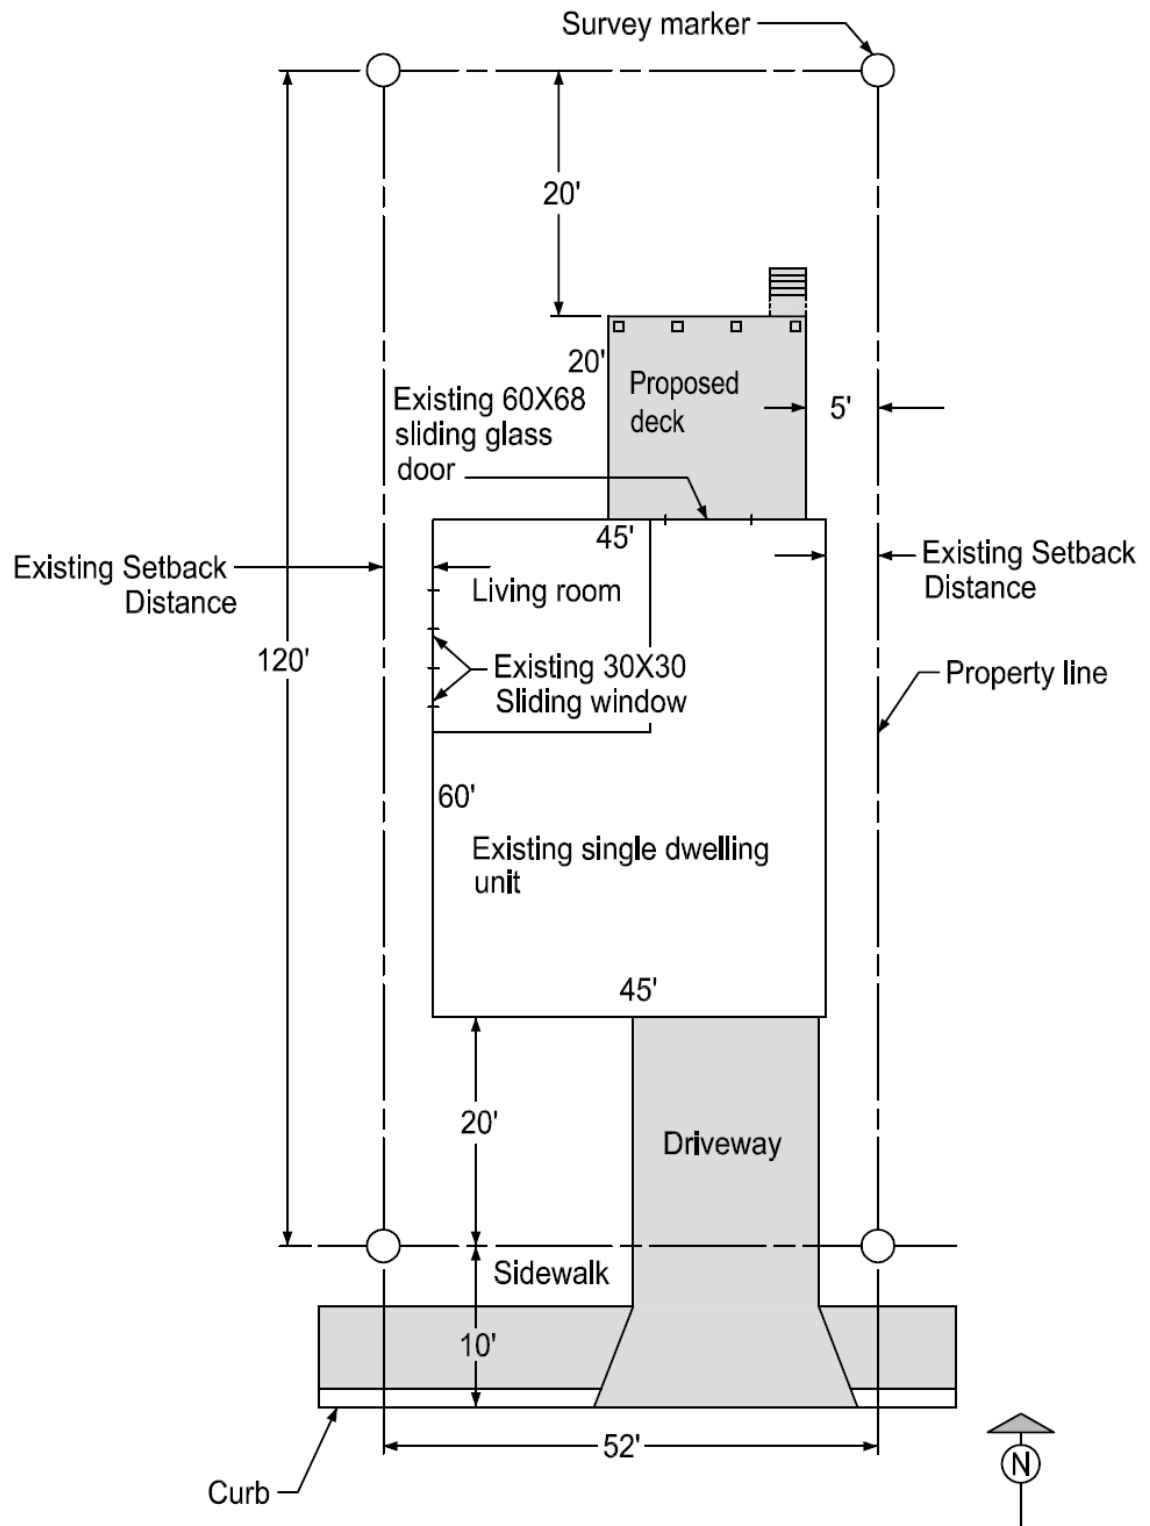 Survey marker
20'
20'
Proposed
deck
Existing 60X68
sliding glass
door
5'
45'
Existing Setback
Distance
Existing Setback
Distance
Living room
120'
Existing 30X30
Sliding window
Property line
60'
Existing single dwelling
unit
45'
20'
Driveway
Sidewalk
10'
52'
Curb
N